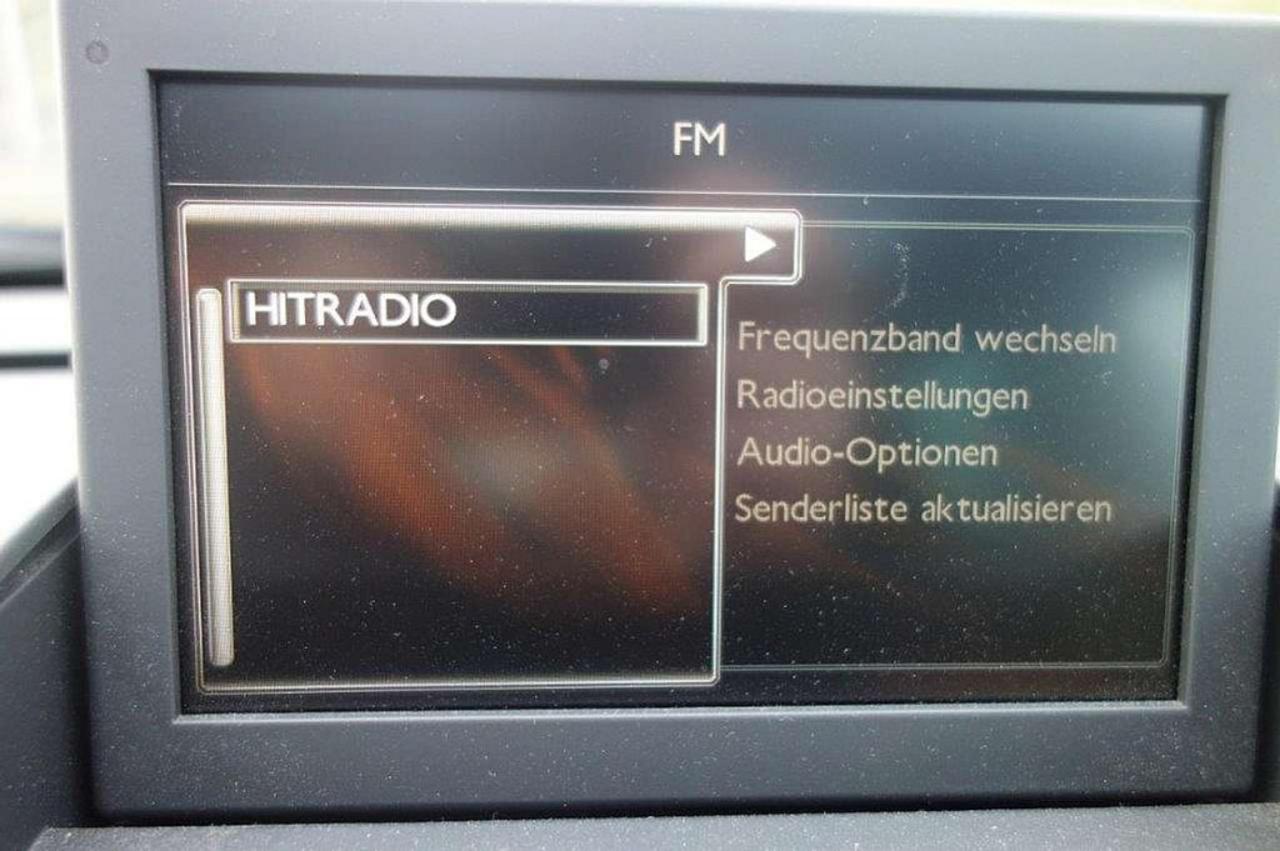 FM
HITRADIO
Frequenzband wechseln
Radioeinstellungen
Audio-Optionen
Senderliste aktualisieren